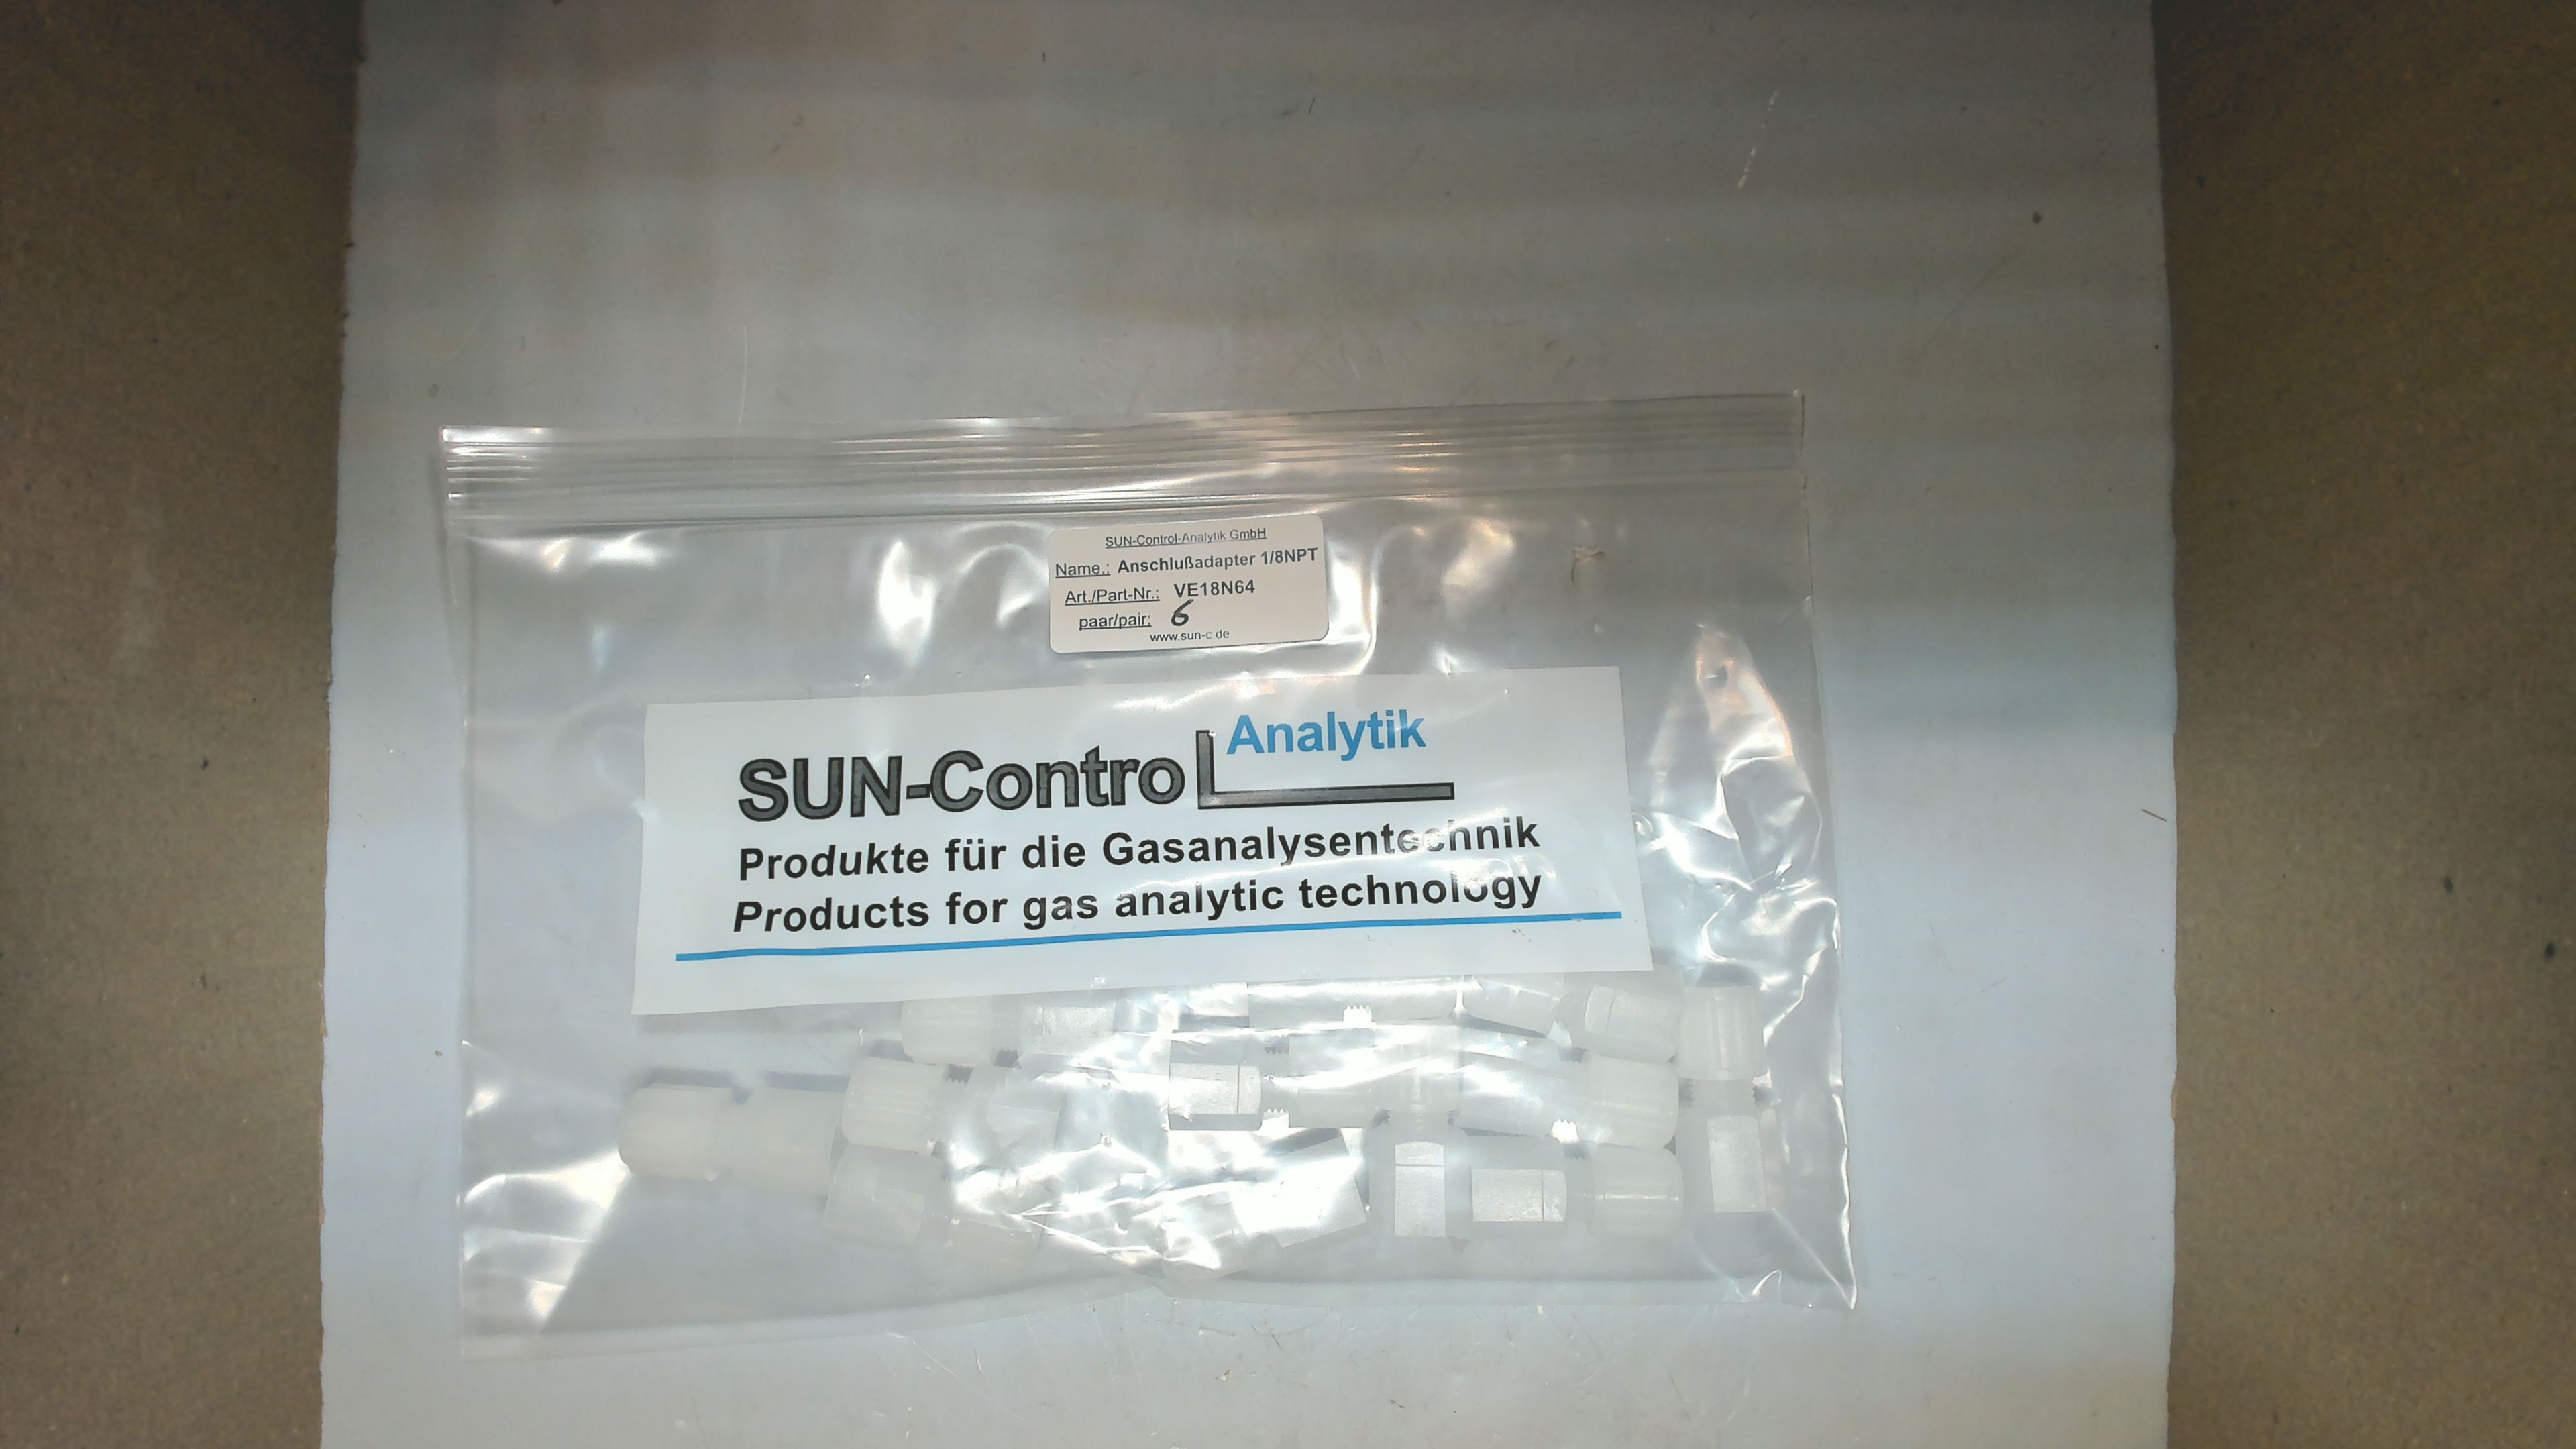 SUN-Control-Analytik GmbH
Name.: Anschlußadapter 1/8NPT
Art./Part-Nr.: VE18N64
paar/pair: 6
www.sun-c.de
SUN-Control Analytik
Produkte für die Gasanalysentechnik
Products for gas analytic technology